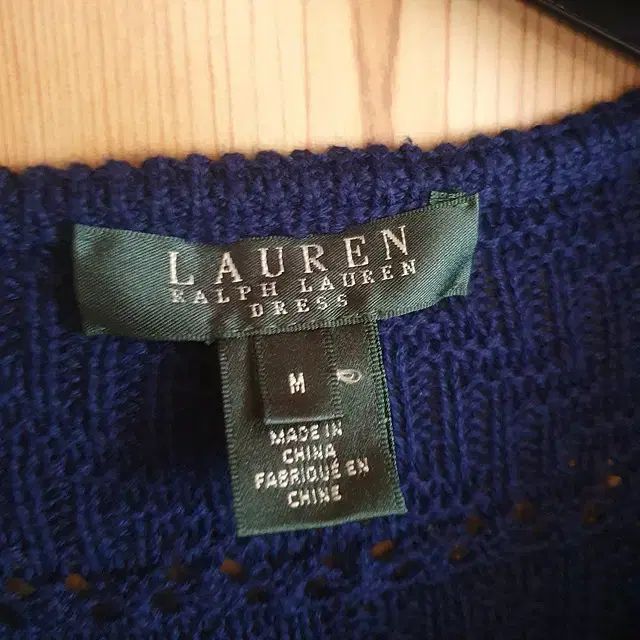 LAUREN
RALPH LAUREN
DRESS
M
MADE IN
CHINA
FABRIQUÉ EN
CHINE